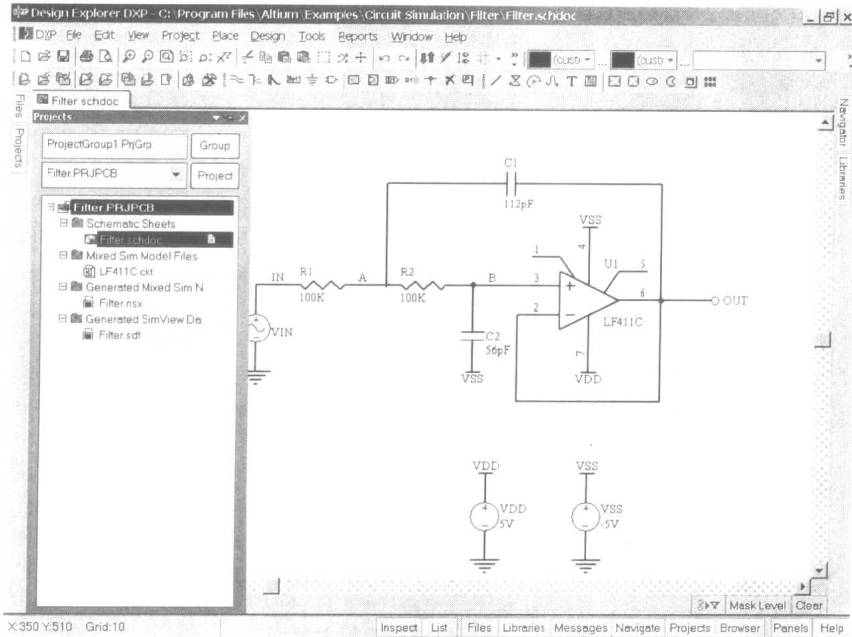 Design Explorer DXP - C:\Program Files\Altium\Examples\Circuit Simulation\Filter\Filter.schdoc
DXP File Edit View Project Place Design Tools Reports Window Help
(custo (custo
Filter.schdoc
Files
Projects
Navigator
Libraries
Projects
ProjectGroup1.PrjGrp Group
Filter.PRJPCB Project
Filter.PRJPCB
Schematic Sheets
Filter.schdoc
Mixed Sim Model Files
LF411C.ckt
Generated Mixed Sim N
Filter.nsx
Generated SimView Da
Filter.sdf
C1
112pF
VSS
4
1
U1
5
IN
R1
100K
A
R2
100K
B
3
2
6
OUT
LF411C
VIN
C2
56pF
VSS
7
VDD
VDD
VSS
VDD
5V
VSS
-5V
Mask Level Clear
X:350 Y:510 Grid:10
Inspect List Files Libraries Messages Navigate Projects Browser Panels Help